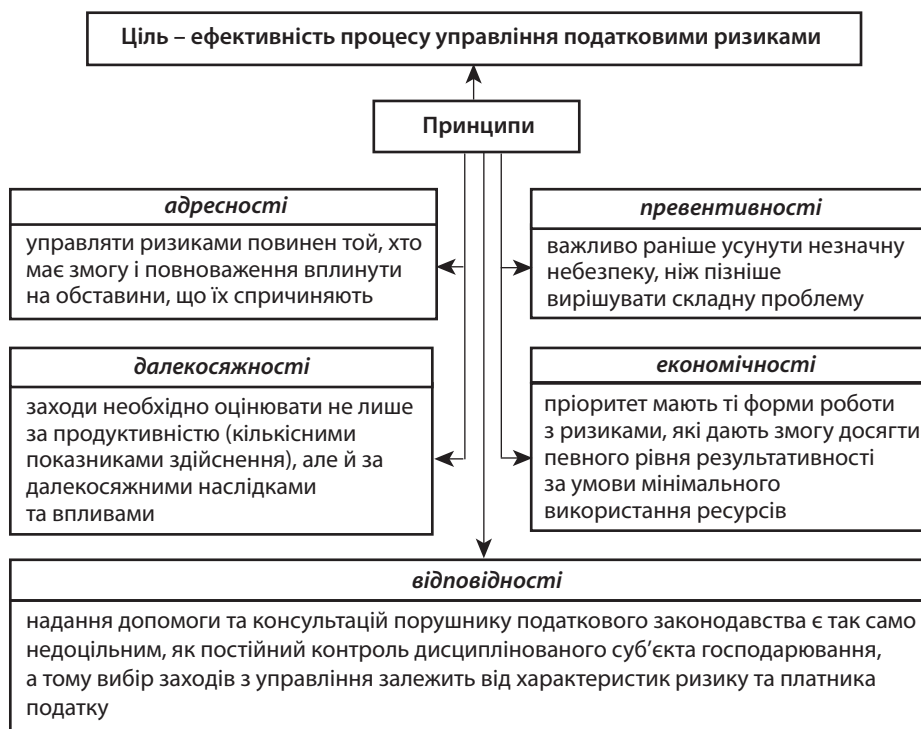 Ціль – ефективність процесу управління податковими ризиками
Принципи
адресності
управляти ризиками повинен той, хто
має змогу і повноваження вплинути
на обставини, що їх спричиняють
превентивності
важливо раніше усунути незначну
небезпеку, ніж пізніше
вирішувати складну проблему
далекосяжності
заходи необхідно оцінювати не лише
за продуктивністю (кількісними
показниками здійснення), але й за
далекосяжними наслідками
та впливами
економічності
пріоритет мають ті форми роботи
з ризиками, які дають змогу досягти
певного рівня результативності
за умови мінімального
використання ресурсів
відповідності
надання допомоги та консультацій порушнику податкового законодавства є так само
недоцільним, як постійний контроль дисциплінованого суб’єкта господарювання,
а тому вибір заходів з управління залежить від характеристик ризику та платника
податку